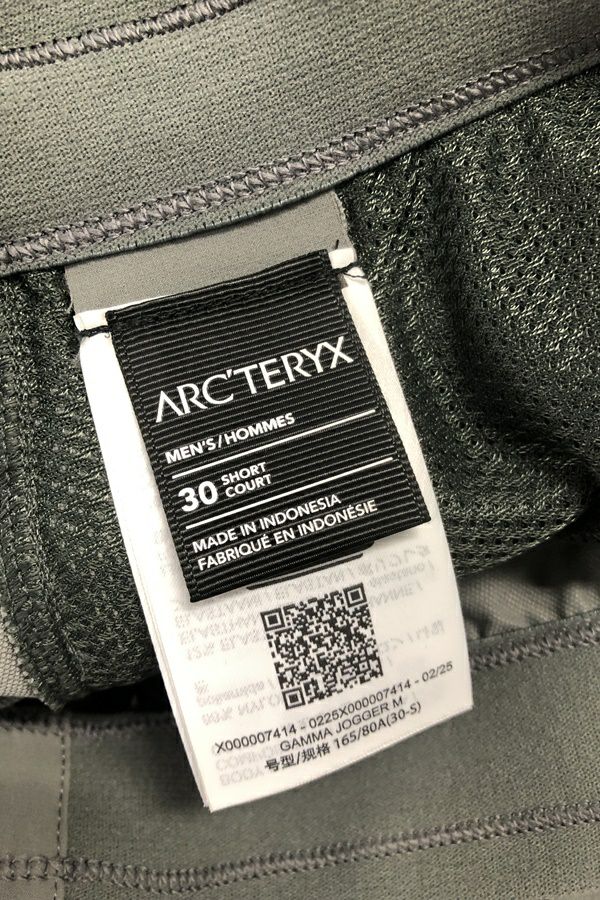 ARC'TERYX
MEN'S/HOMMES
30 SHORT
COURT
MADE IN INDONESIA
FABRIQUÉ EN INDONÉSIE
X000007414 - 0225X000007414 - 02/25
GAMMA JOGGER M
号型/规格 165/80A(30-S)